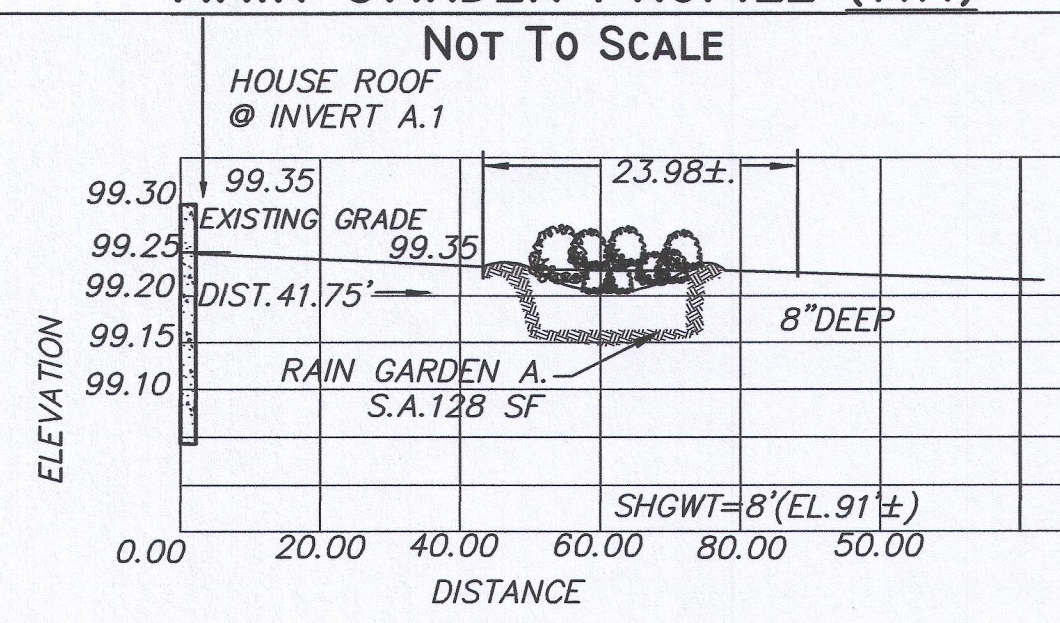 NOT TO SCALE
HOUSE ROOF
@ INVERT A.1
99.35
23.98±.
99.30
EXISTING GRADE
99.25
99.35
99.20
DIST.41.75'
99.15
8"DEEP
99.10
RAIN GARDEN A.
S.A.128 SF
ELEVATION
SHGWT=8'(EL.91'±)
0.00 20.00 40.00 60.00 80.00 50.00
DISTANCE